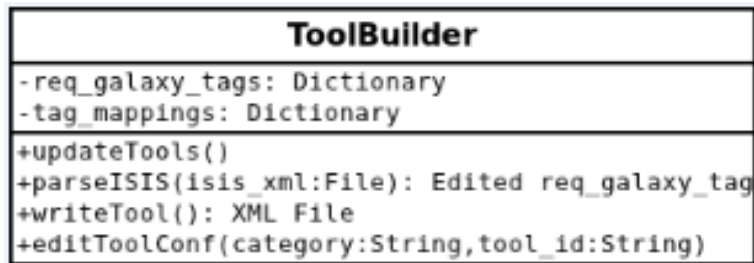 ToolBuilder
-req_galaxy_tags: Dictionary
-tag_mappings: Dictionary
+updateTools()
+parseISIS(isis_xml:File): Edited req_galaxy_tag
+writeTool(): XML File
+editToolConf(category:String,tool_id:String)